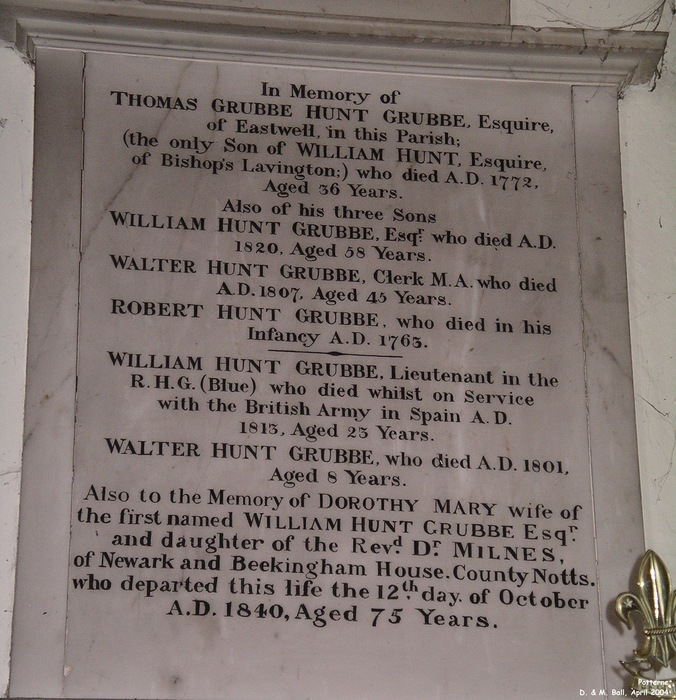 In Memory of
THOMAS GRUBBE HUNT GRUBBE, Esquire,
of Eastwell, in this Parish;
(the only Son of WILLIAM HUNT, Esquire,
of Bishop's Lavington;) who died A.D. 1772,
Aged 36 Years.
Also of his three Sons
WILLIAM HUNT GRUBBE, Esqr. who died A.D.
1820, Aged 58 Years.
WALTER HUNT GRUBBE, Clerk M.A. who died
A.D. 1807, Aged 45 Years.
ROBERT HUNT GRUBBE, who died in his
Infancy A.D. 1763.
WILLIAM HUNT GRUBBE, Lieutenant in the
R.H.G. (Blue) who died whilst on Service
with the British Army in Spain A.D.
1813, Aged 23 Years.
WALTER HUNT GRUBBE, who died A.D. 1801,
Aged 8 Years.
Also to the Memory of DOROTHY MARY wife of
the first named WILLIAM HUNT GRUBBE Esqr.
and daughter of the Revd. Dr. MILNES,
of Newark and Beekingham House. County Notts.
who departed this life the 12th. day. of October
A.D. 1840, Aged 75 Years.
Potterne,
D. & M. Ball, April 2004